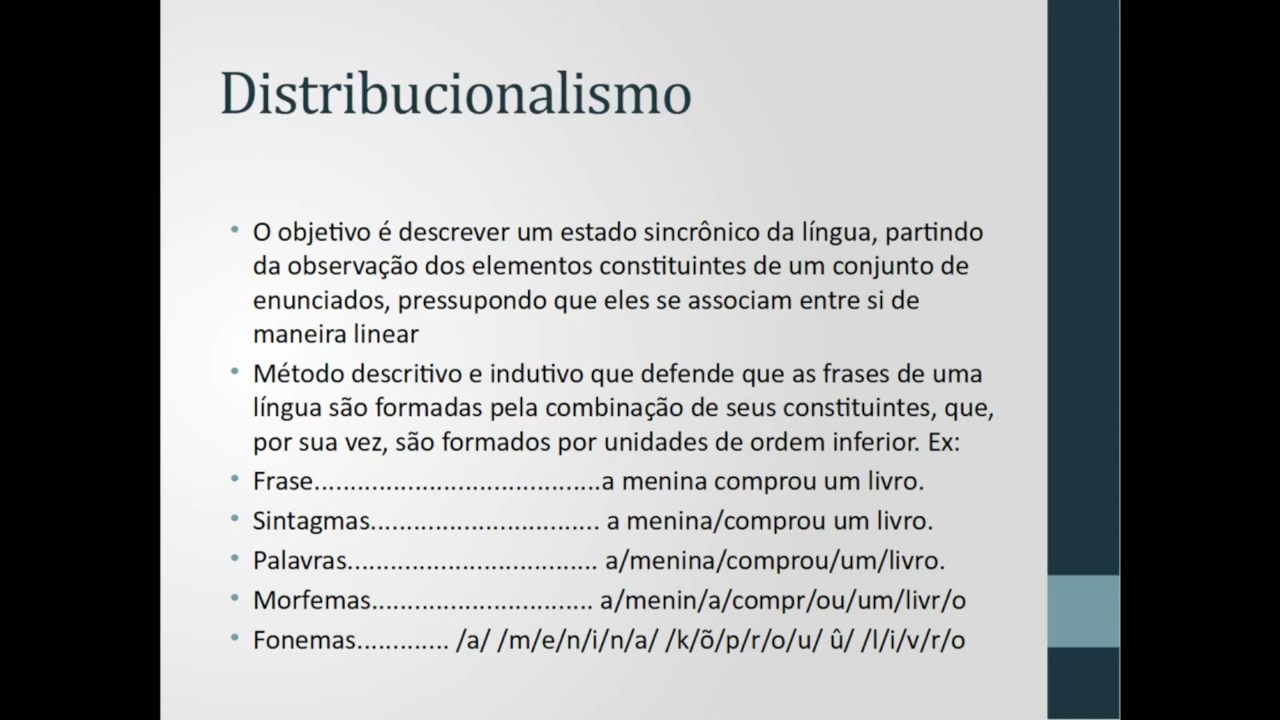 Distribucionalismo
• O objetivo é descrever um estado sincrônico da língua, partindo
da observação dos elementos constituintes de um conjunto de
enunciados, pressupondo que eles se associam entre si de
maneira linear
• Método descritivo e indutivo que defende que as frases de uma
língua são formadas pela combinação de seus constituintes, que,
por sua vez, são formados por unidades de ordem inferior. Ex:
• Frase........................................a menina comprou um livro.
• Sintagmas................................ a menina/comprou um livro.
• Palavras................................... a/menina/comprou/um/livro.
• Morfemas............................... a/menin/a/compr/ou/um/livr/o
• Fonemas............. /a/ /m/e/n/i/n/a/ /k/õ/p/r/o/u/ û/ /l/i/v/r/o